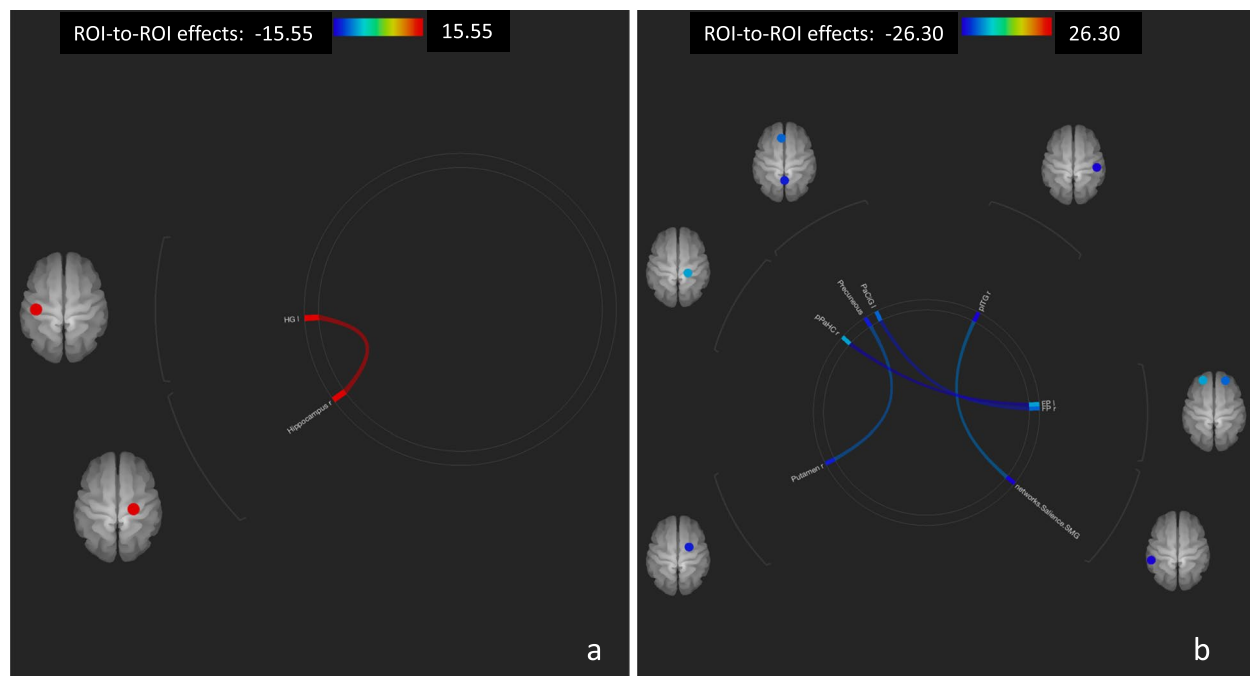 ROI-to-ROI effects: -15.55
15.55
HG l
Hippocampus r
a
ROI-to-ROI effects: -26.30
26.30
Precuneous
PaCiG l
pITG r
pPaHC r
FP l
FP r
Putamen r
networks.Salience.SMG
b